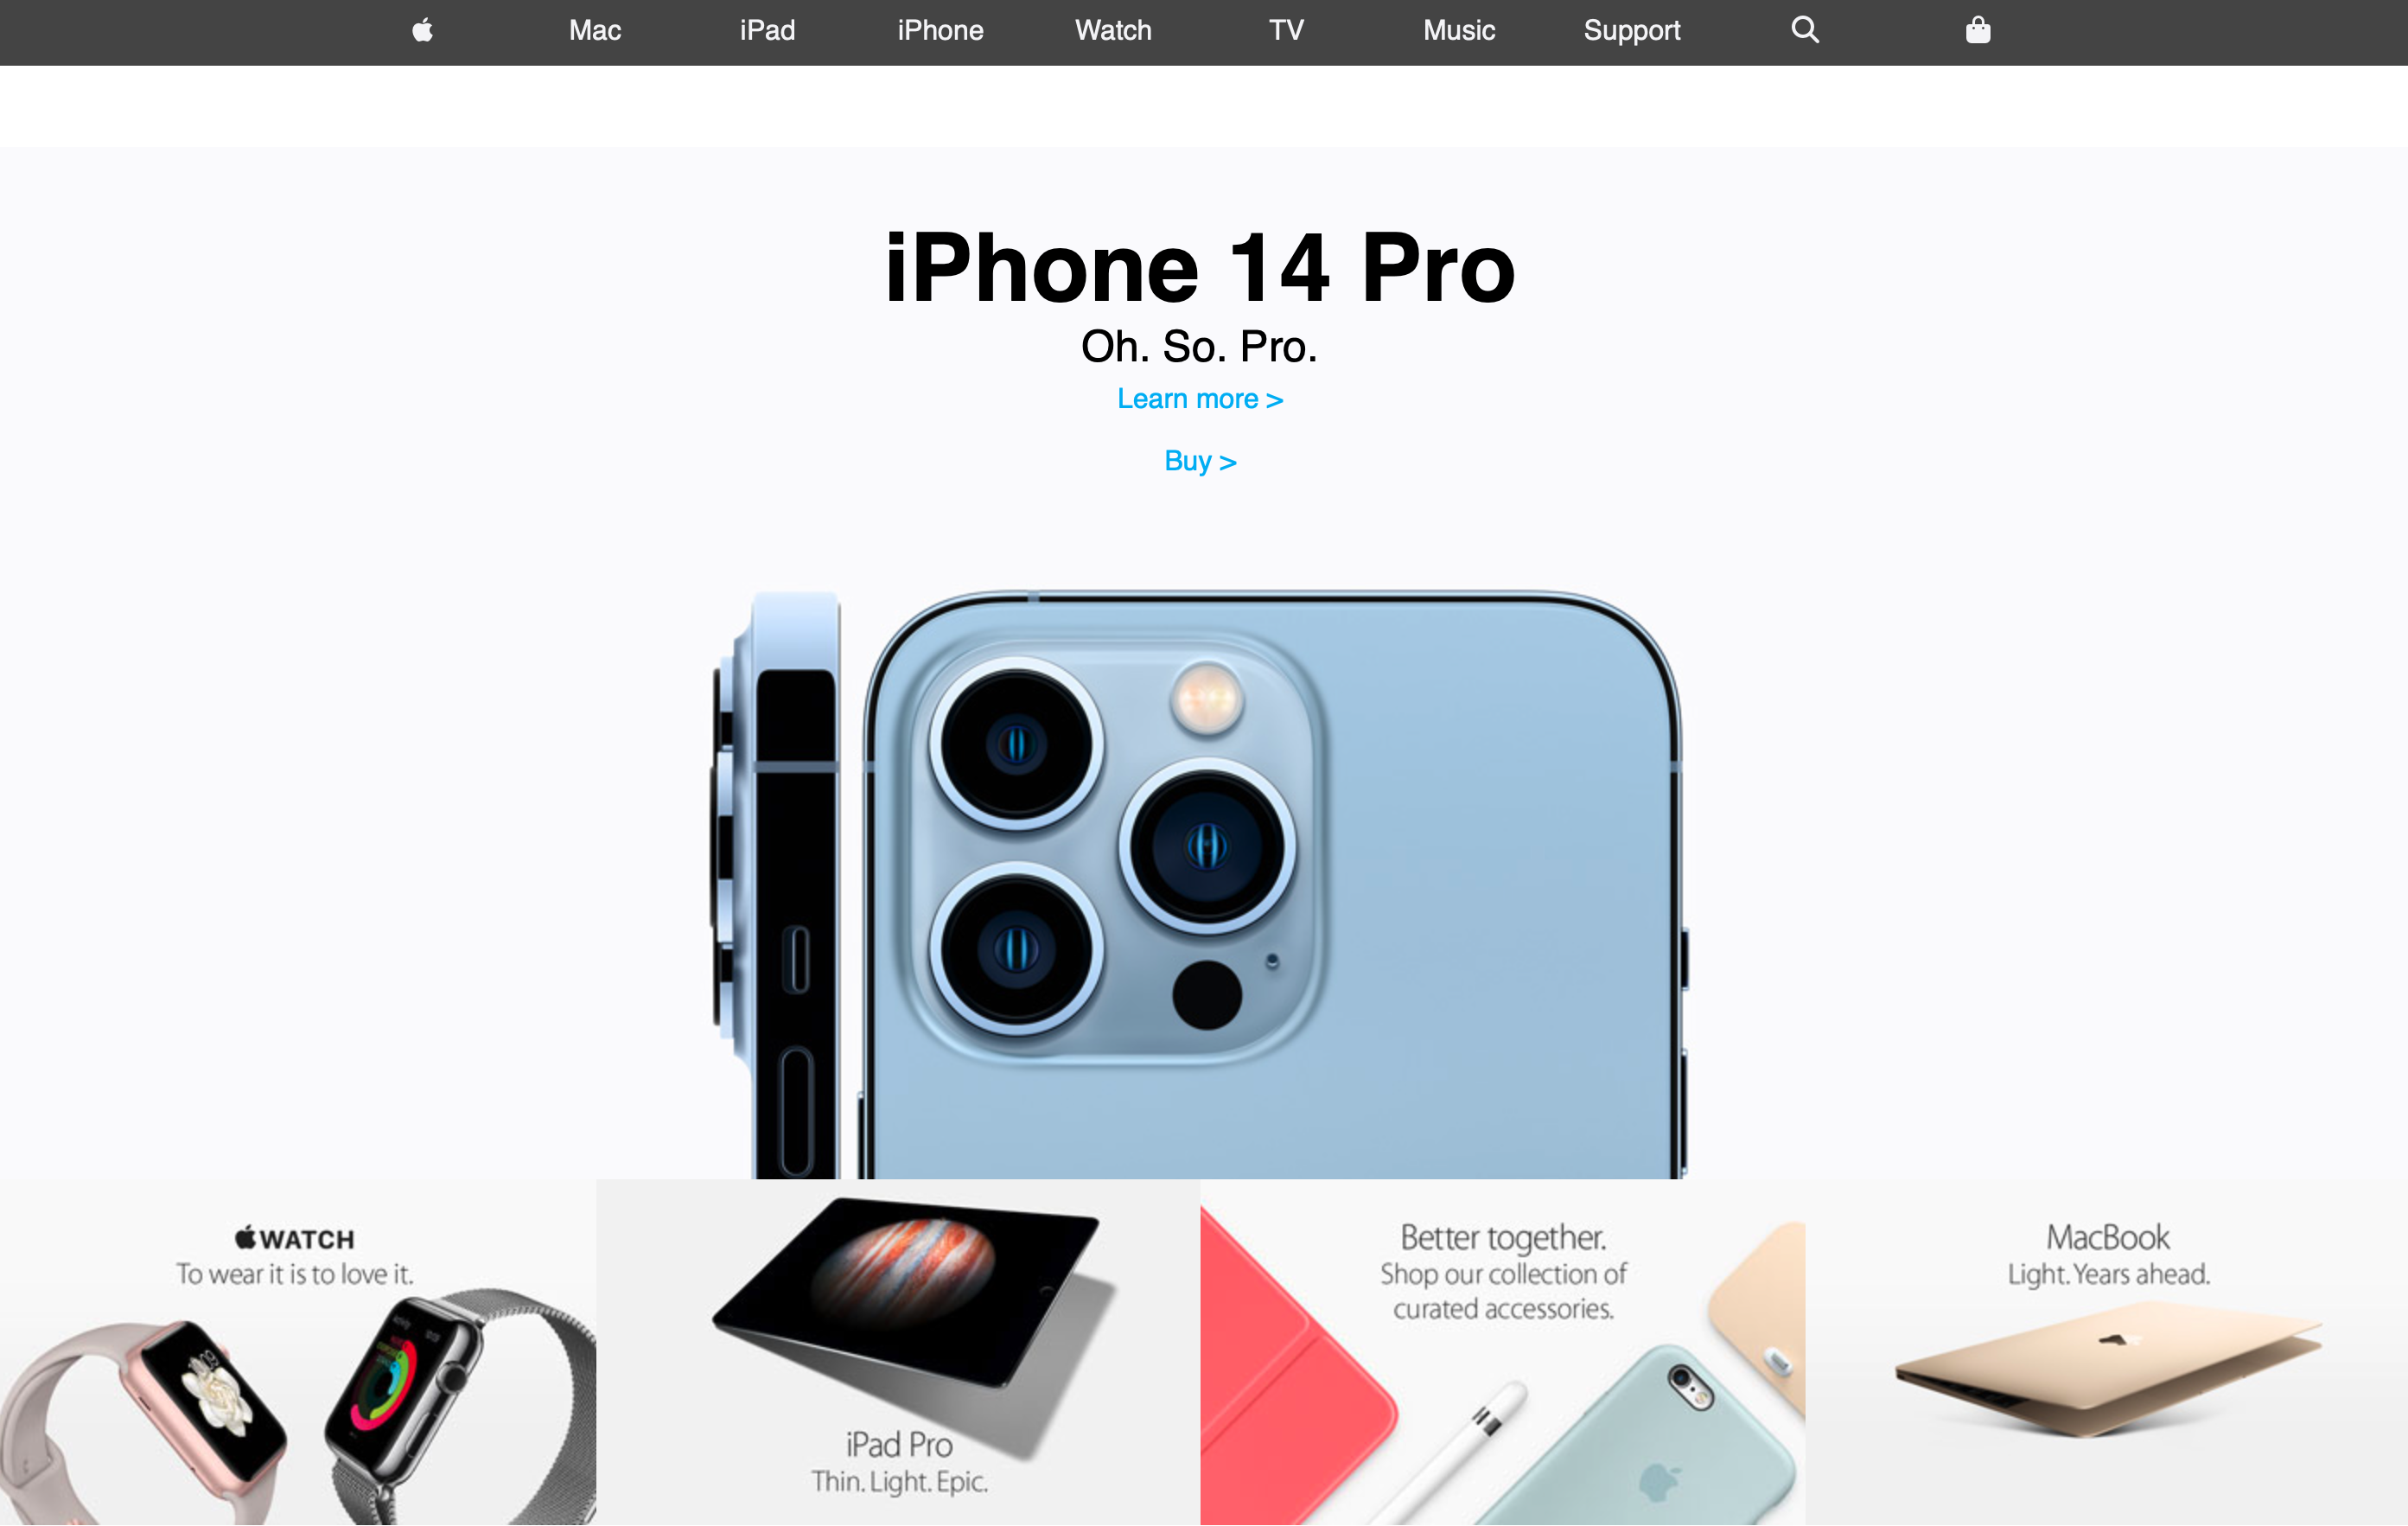 Mac iPad iPhone Watch TV Music Support
iPhone 14 Pro
Oh. So. Pro.
Learn more >
Buy >
WATCH
To wear it is to love it.
iPad Pro
Thin. Light. Epic.
Better together.
Shop our collection of
curated accessories.
MacBook
Light. Years ahead.